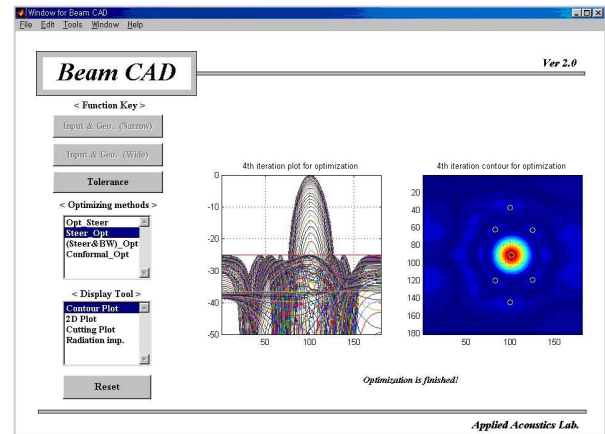 Window for Beam CAD
File Edit Tools Window Help
Beam CAD
Ver 2.0
< Function Key >
Input & Geo. (Narrow)
Input & Geo. (Wide)
Tolerance
< Optimizing methods >
Opt_Steer
Steer_Opt
(Steer&BW)_Opt
Conformal_Opt
< Display Tool >
Contour Plot
2D Plot
Cutting Plot
Radiation imp.
Reset
4th iteration plot for optimization
0
-10
-20
-30
-40
-50
50 100 150
4th iteration contour for optimization
20
40
60
80
100
120
140
160
180
50 100 150
Optimization is finished!
Applied Acoustics Lab.